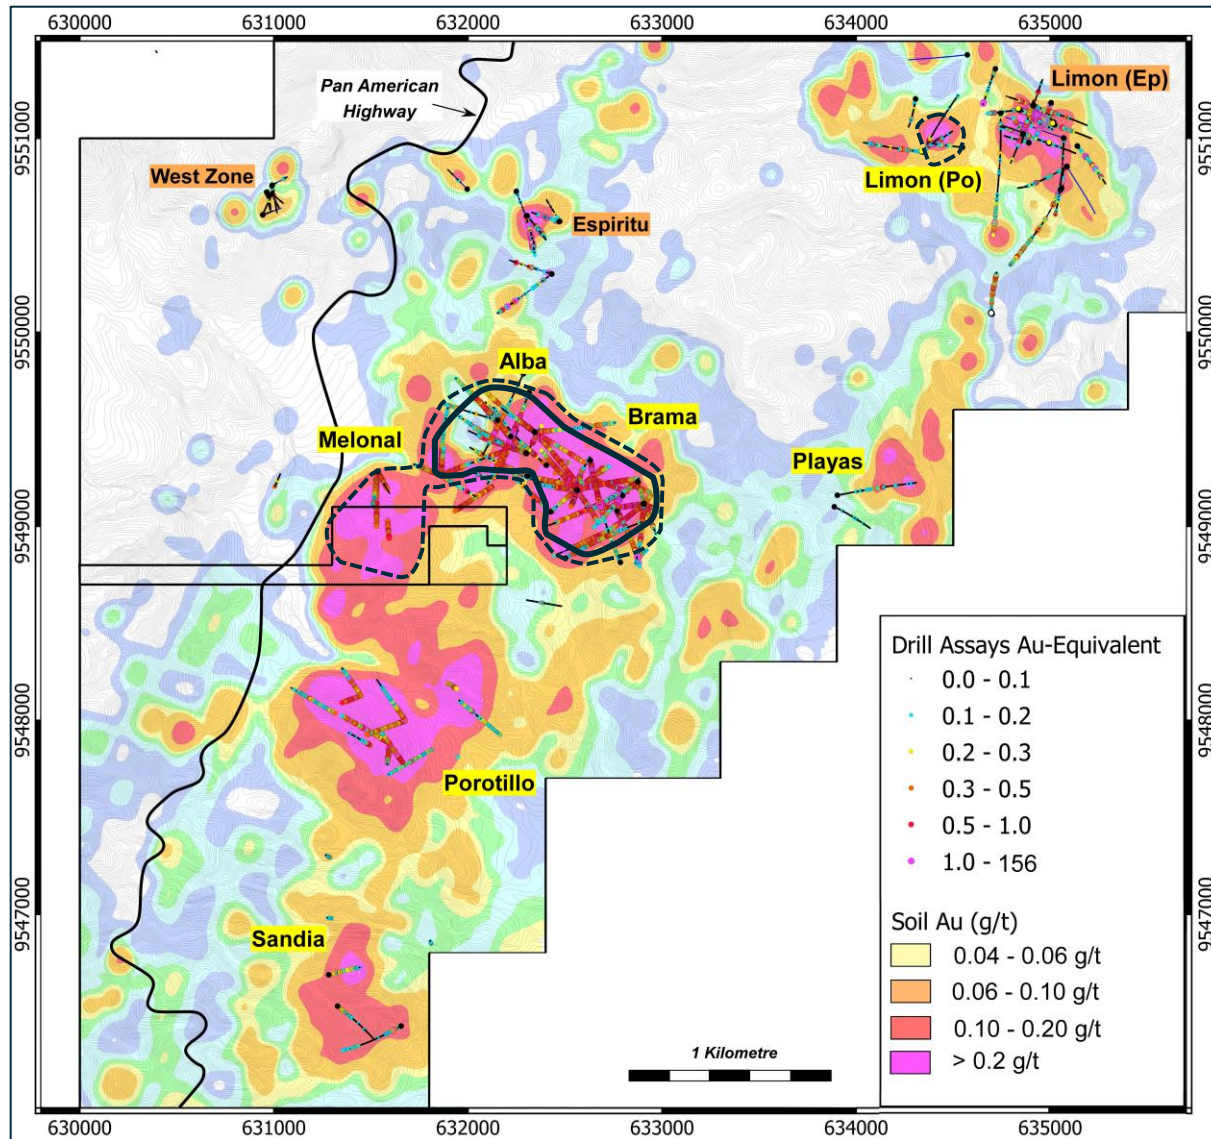 630000
631000
632000
633000
634000
635000
Pan American
Highway
Limon (Ep)
9551000
9551000
West Zone
Limon (Po)
Espiritu
9550000
9550000
Alba
Brama
Melonal
Playas
9549000
9549000
Drill Assays Au-Equivalent
0.0 - 0.1
0.1 - 0.2
0.2 - 0.3
0.3 - 0.5
0.5 - 1.0
1.0 - 156
9548000
9548000
Porotillo
9547000
9547000
Sandia
Soil Au (g/t)
0.04 - 0.06 g/t
0.06 - 0.10 g/t
0.10 - 0.20 g/t
> 0.2 g/t
1 Kilometre
630000
631000
632000
633000
634000
635000